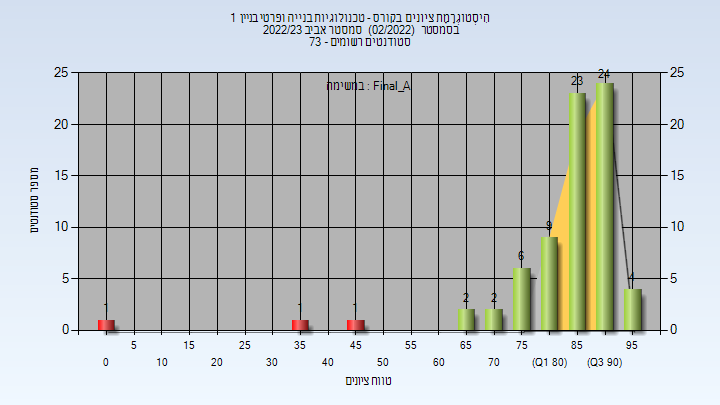 היסטוגרמת ציונים בקורס - טכנולוגיות בנייה ופרטי בניין 1
בסמסטר (02/2022) סמסטר אביב 2022/23
סטודנטים רשומים - 73
במשימה : Final_A
25 25
20 20
15 15
10 10
5 5
0 0
מספר סטודנטים
1 1 1 2 2 6 9 23 24 4
5 15 25 35 45 55 65 75 85 95
0 10 20 30 40 50 60 70 (Q1 80) (Q3 90)
טווח ציונים